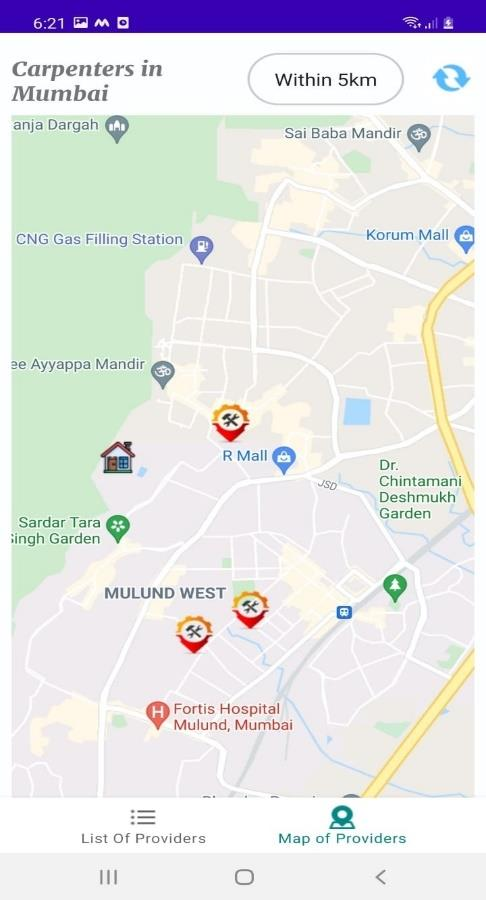 6:21
Carpenters in
Mumbai
Within 5km
anja Dargah
Sai Baba Mandir
CNG Gas Filling Station
Korum Mall
ee Ayyappa Mandir
R Mall
Dr.
Chintamani
Deshmukh
Garden
JSD
Sardar Tara
Singh Garden
MULUND WEST
H
Fortis Hospital
Mulund, Mumbai
List Of Providers
Map of Providers